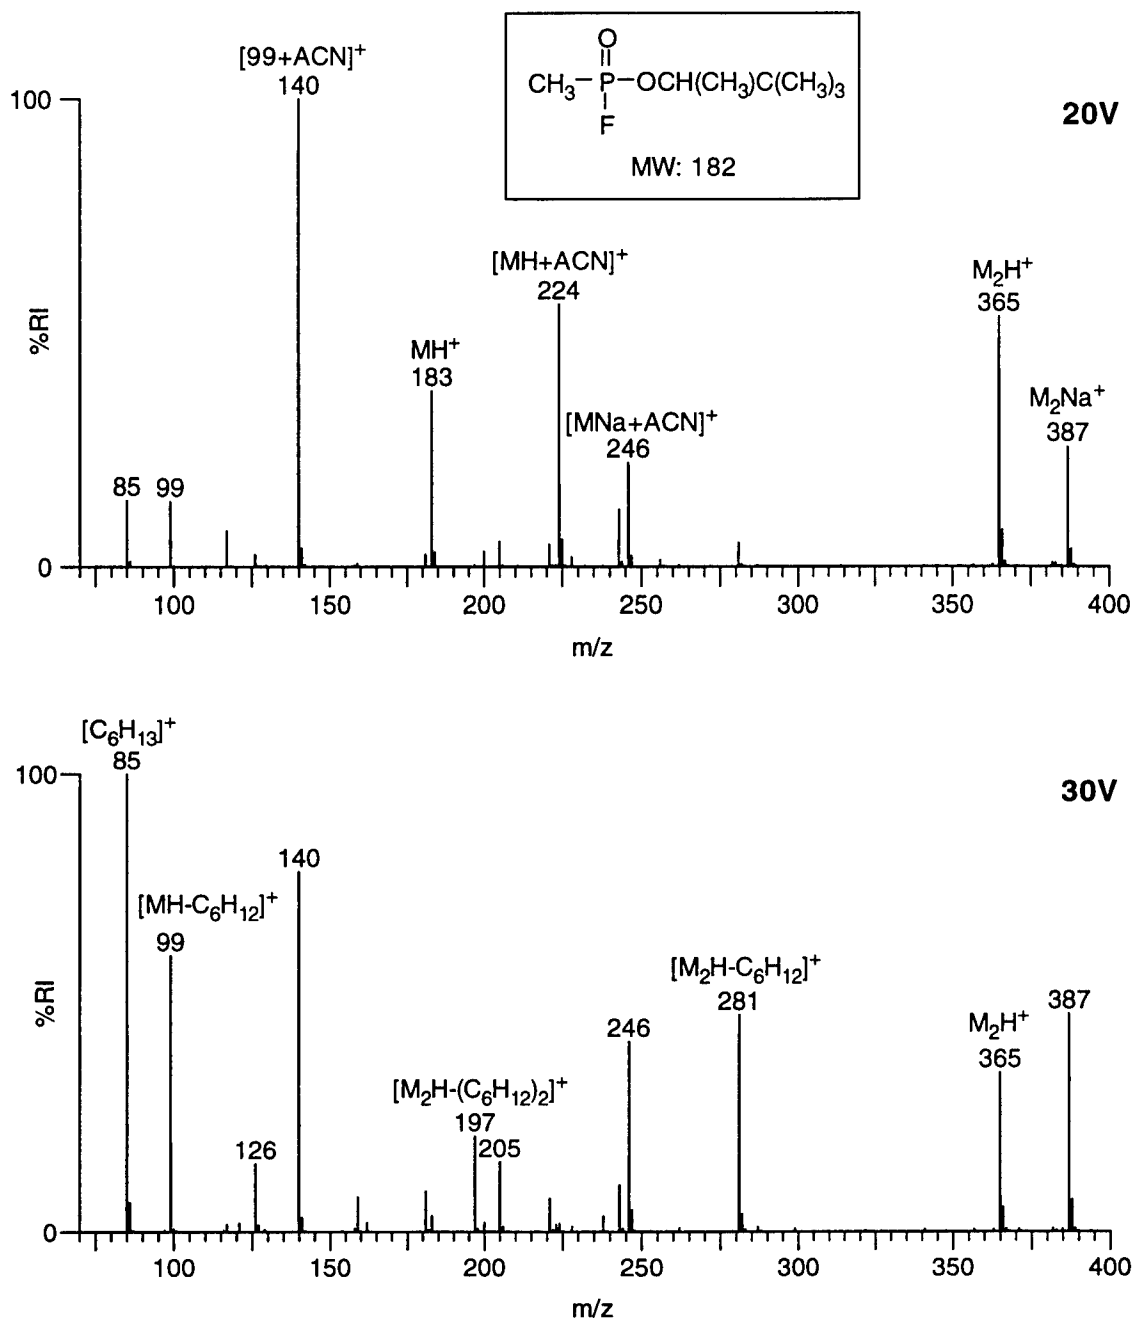 [99+ACN]⁺
140
100
O
CH₃-P-OCH(CH₃)C(CH₃)₃
F
MW: 182
20V
[MH+ACN]⁺
224
M₂H⁺
365
%RI
MH⁺
183
M₂Na⁺
387
[MNa+ACN]⁺
246
85 99
0
100 150 200 250 300 350 400
m/z
[C₆H₁₃]⁺
85
100
30V
140
[MH-C₆H₁₂]⁺
99
[M₂H-C₆H₁₂]⁺
281
387
%RI
246
M₂H⁺
365
[M₂H-(C₆H₁₂)₂]⁺
197
205
126
0
100 150 200 250 300 350 400
m/z